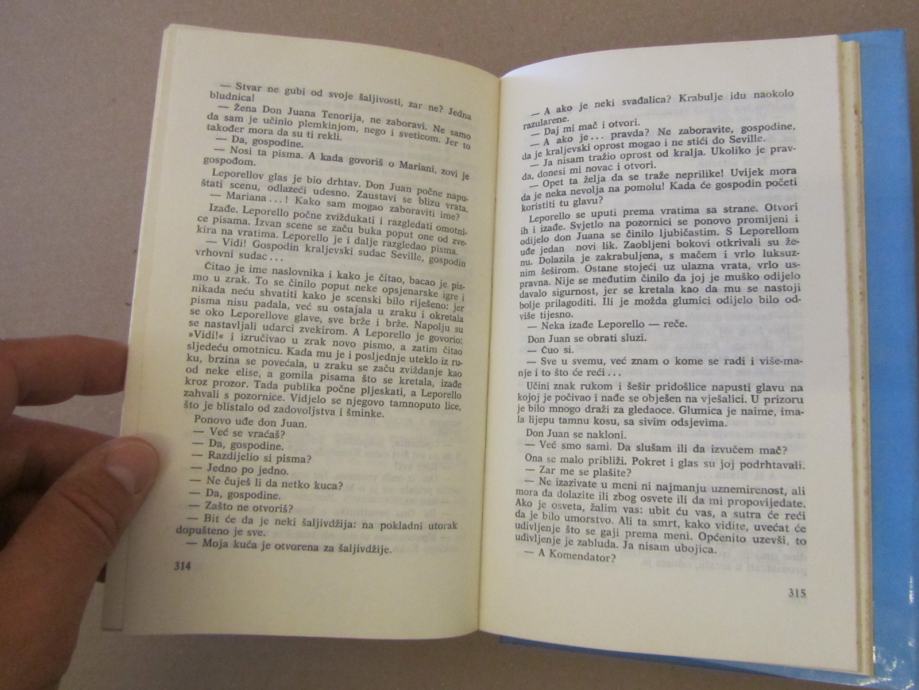 — Stvar ne gubi od svoje šaljivosti, zar ne? Jedna
bludnica!
— Žena Don Juana Tenorija, ne zaboravi. Ne samo
da sam je učinio plemkinjom, nego i sveticom. Jer to
također mora da su ti rekli.
— Da, gospodine.
— Nosi ta pisma. A kada govoriš o Mariani, zovi je
gospođom.
Leporellov glas je bio drhtav. Don Juan počne napu-
štati scenu, odlazeći udesno. Zaustavi se blizu vrata.
— Mariana...! Kako sam mogao zaboraviti ime?
Izađe. Leporello počne zviždukati i razgledati omotni-
ce pisama. Izvan scene se začu buka poput one od zve-
kira na vratima. Leporello je i dalje razgledao pisma.
— Vidi! Gospodin kraljevski sudac Seville, gospodin
vrhovni sudac...
Čitao je ime naslovnika i kako je čitao, bacao je pis-
mo u zrak. To se činilo poput neke opsjenarske igre i
nikada neću shvatiti kako je scenski bilo riješeno: jer
pisma nisu padala, već su ostajala u zraku i okretala
se oko Leporellove glave, sve brže i brže. Napolju su
se nastavljali udarci zvekirom. A Leporello je govorio:
»Vidi!« i izručivao u zrak novo pismo, a zatim čitao
sljedeću omotnicu. Kada mu je i posljednje uteklo iz ru-
ku, brzina se povećala, u zraku se začu zviždanje kao
od neke elise, a gomila pisama što se kretala, izađe
kroz prozor. Tada publika počne pljeskati, a Leporello
zahvali s pozornice. Vidjelo se njegovo tamnoputo lice,
što je blistalo od zadovoljstva i šminke.
Ponovo uđe don Juan.
— Već se vraćaš?
— Da, gospodine.
— Razdijelio si pisma?
— Jedno po jedno.
— Ne čuješ li da netko kuca?
— Da, gospodine.
— Zašto ne otvoriš?
— Bit će da je neki šaljivdžija: na pokladni utorak
dopušteno je sve.
— Moja kuća je otvorena za šaljivdžije.
314
— A ako je neki svađalica? Krabulje idu naokolo
razularene.
— Daj mi mač i otvori.
— A ako je... pravda? Ne zaboravite, gospodine,
da je kraljevski oprost mogao i ne stići do Seville.
— Ja nisam tražio oprost od kralja. Ukoliko je prav-
da, donesi mi novac i otvori.
— Opet ta želja da se traže neprilike! Uvijek mora
da je neka nevolja na pomolu! Kada će gospodin početi
koristiti tu glavu?
Leporello se uputi prema vratima sa strane. Otvori
ih i izađe. Svjetlo na pozornici se ponovo promijeni i
odijelo don Juana se činilo ljubičastim. S Leporellom
uđe jedan novi lik. Zaobljeni bokovi otkrivali su že-
nu. Dolazila je zakrabuljena, s mačem i vrlo luksuz-
nim šeširom. Ostane stojeći uz ulazna vrata, vrlo us-
pravna. Nije se međutim činilo da joj je muško odijelo
davalo sigurnost, jer se kretala kao da mu se nastoji
bolje prilagoditi. Ili je možda glumici odijelo bilo od-
više tijesno.
— Neka izađe Leporello — reče.
Don Juan se obrati sluzi.
— Čuo si.
— Sve u svemu, već znam o kome se radi i više-ma-
nje i to što će reći...
Učini znak rukom i šešir pridošlice napusti glavu na
kojoj je počivao i nađe se obješen na vješalici. U prizoru
je bilo mnogo draži za gledaoce. Glumica je naime, ima-
la lijepu tamnu kosu, sa sivim odsjevima.
Don Juan se nakloni.
— Već smo sami. Da slušam ili da izvučem mač?
Ona se malo približi. Pokret i glas su joj podrhtavali.
— Zar me se plašite?
— Ne izazivate u meni ni najmanju uznemirenost, ali
mora da dolazite ili zbog osvete ili da mi propovijedate.
Ako je osveta, žalim vas: ubit ću vas, a sutra će reći
da je bilo umorstvo. Ali ta smrt, kako vidite, uvećat će
udivljenje što se gaji prema meni. Općenito uzevši, to
udivljenje je zabluda. Ja nisam ubojica.
— A Komendator?
315